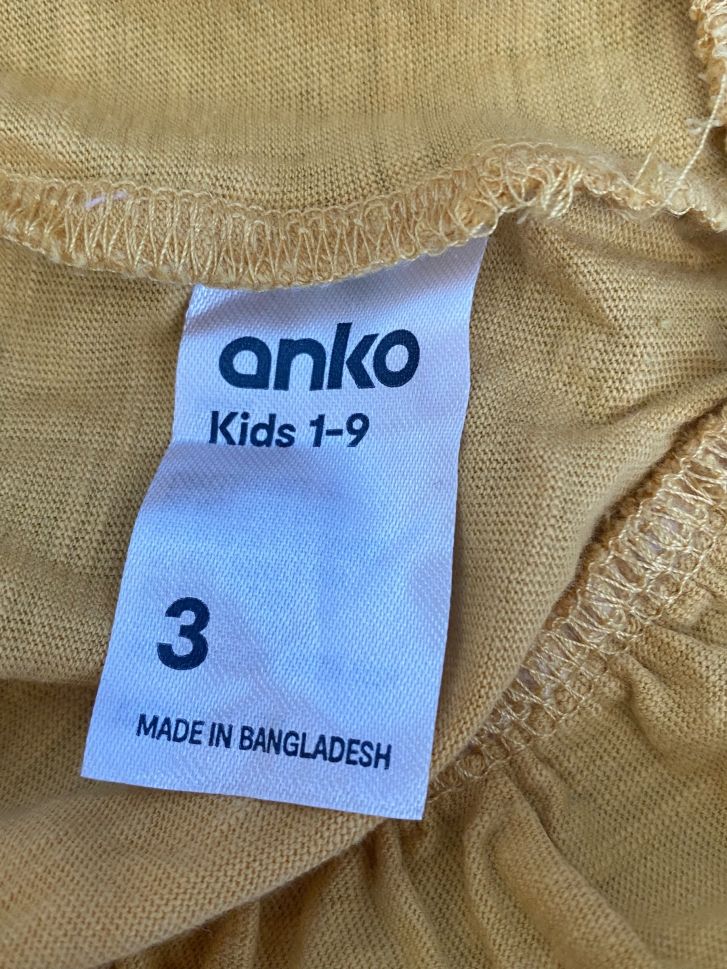 anko
Kids 1-9
3
MADE IN BANGLADESH